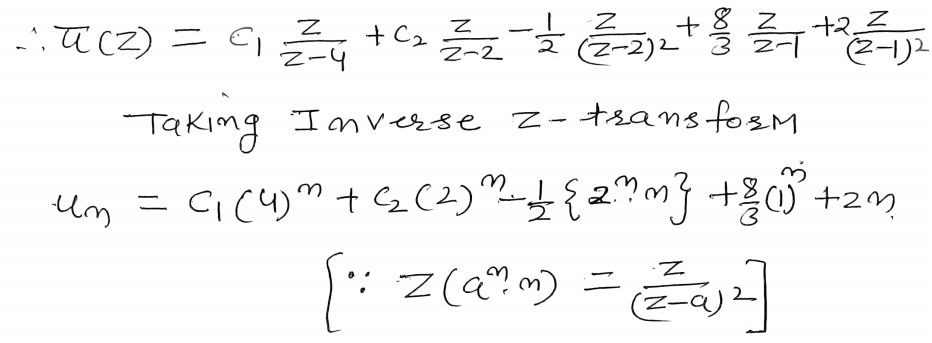 ∴ ū(z) = c₁ z/(z-4) + c₂ z/(z-2) - 1/2 z/(z-2)² + 8/3 z/(z-1) + 2 z/(z-1)²
Taking Inverse z-transform
uₙ = c₁(4)ⁿ + c₂(2)ⁿ - 1/2 {2ⁿ.n} + 8/3 (1)ⁿ + 2n
[∵ Z(aⁿ.n) = z/(z-a)²]